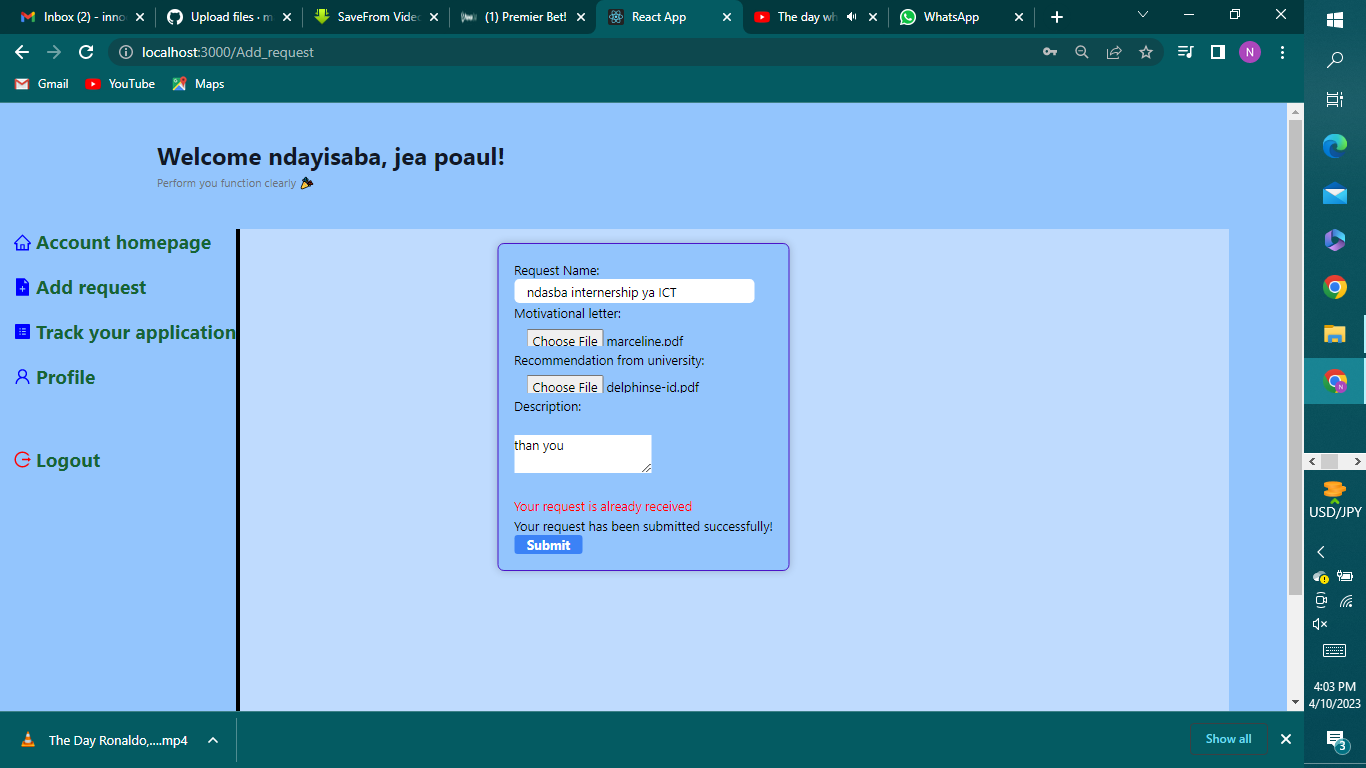 Inbox (2) - inno
Upload files · m
SaveFrom Video
(1) Premier Bet!
React App
The day wh
WhatsApp
localhost:3000/Add_request
N
Gmail
YouTube
Maps
Welcome ndayisaba, jea poaul!
Perform you function clearly
Account homepage
Add request
Track your application
Profile
Logout
Request Name:
ndasba internership ya ICT
Motivational letter:
Choose File marceline.pdf
Recommendation from university:
Choose File delphinse-id.pdf
Description:
than you
Your request is already received
Your request has been submitted successfully!
Submit
N
USD/JPY
4:03 PM
4/10/2023
3
The Day Ronaldo,....mp4
Show all